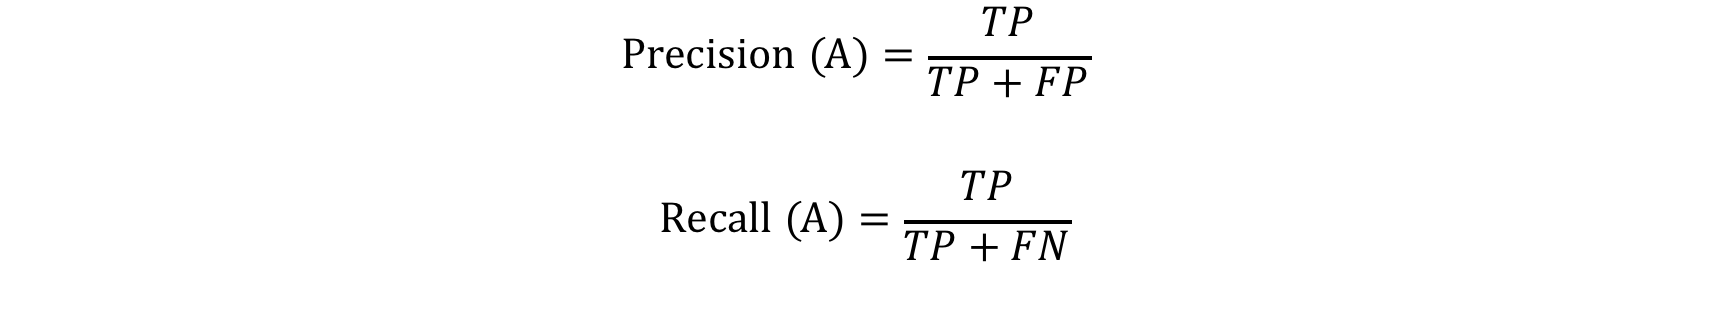 Precision (A) = TP / TP + FP
Recall (A) = TP / TP + FN